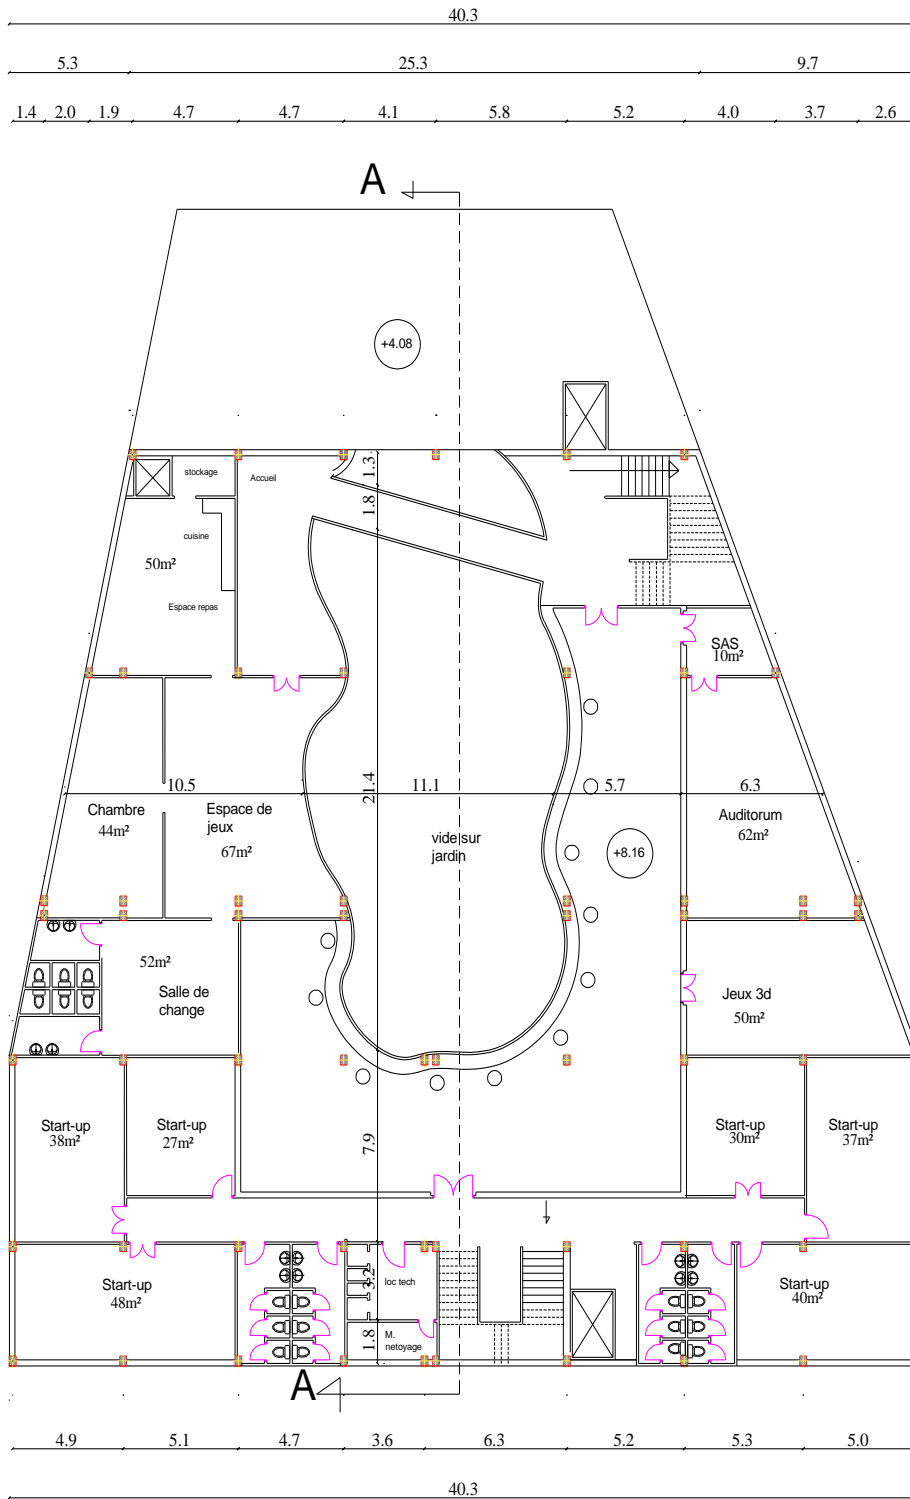 40.3
5.3 25.3 9.7
1.4 2.0 1.9 4.7 4.7 4.1 5.8 5.2 4.0 3.7 2.6
A
+4.08
1.3
stockage
Accueil
1.8
cuisine
50m²
Espace repas
SAS
10m²
10.5 21.4 11.1 5.7 6.3
Chambre
44m²
Espace de
jeux
67m²
vide sur
jardin
+8.16
Auditorum
62m²
52m²
Salle de
change
Jeux 3d
50m²
Start-up
38m²
Start-up
27m²
7.9
Start-up
30m²
Start-up
37m²
Start-up
48m²
3.2
loc tech
Start-up
40m²
1.8
M.
netoyage
A
4.9 5.1 4.7 3.6 6.3 5.2 5.3 5.0
40.3